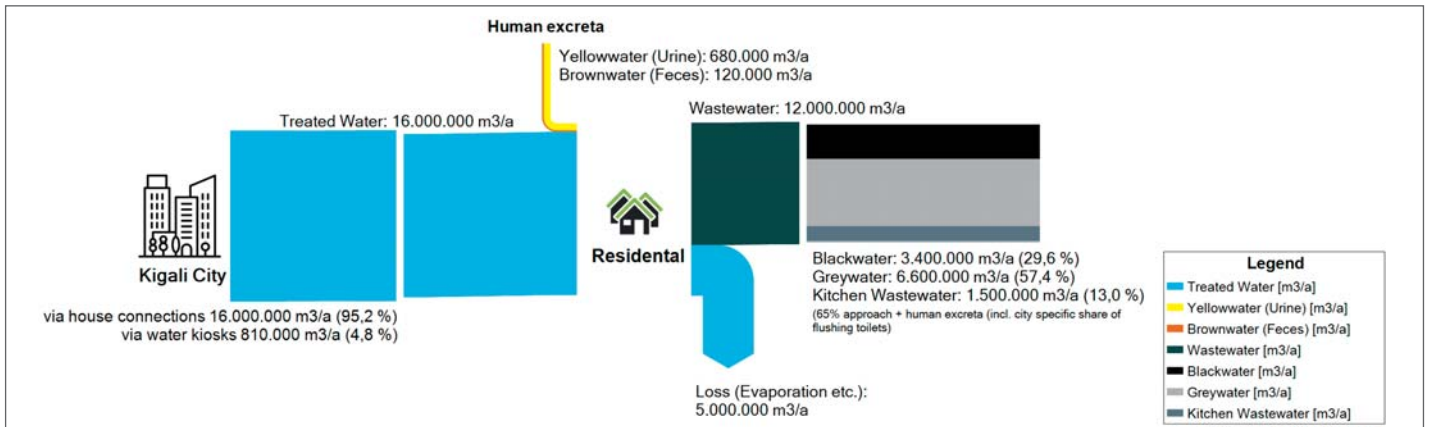 Human excreta
Yellowwater (Urine): 680.000 m3/a
Brownwater (Feces): 120.000 m3/a
Treated Water: 16.000.000 m3/a
Wastewater: 12.000.000 m3/a
Kigali City
Residental
via house connections 16.000.000 m3/a (95,2 %)
via water kiosks 810.000 m3/a (4,8 %)
Blackwater: 3.400.000 m3/a (29,6 %)
Greywater: 6.600.000 m3/a (57,4 %)
Kitchen Wastewater: 1.500.000 m3/a (13,0 %)
(65% approach + human excreta (incl. city specific share of
flushing toilets)
Loss (Evaporation etc.):
5.000.000 m3/a
Legend
Treated Water [m3/a]
Yellowwater (Urine) [m3/a]
Brownwater (Feces) [m3/a]
Wastewater [m3/a]
Blackwater [m3/a]
Greywater [m3/a]
Kitchen Wastewater [m3/a]